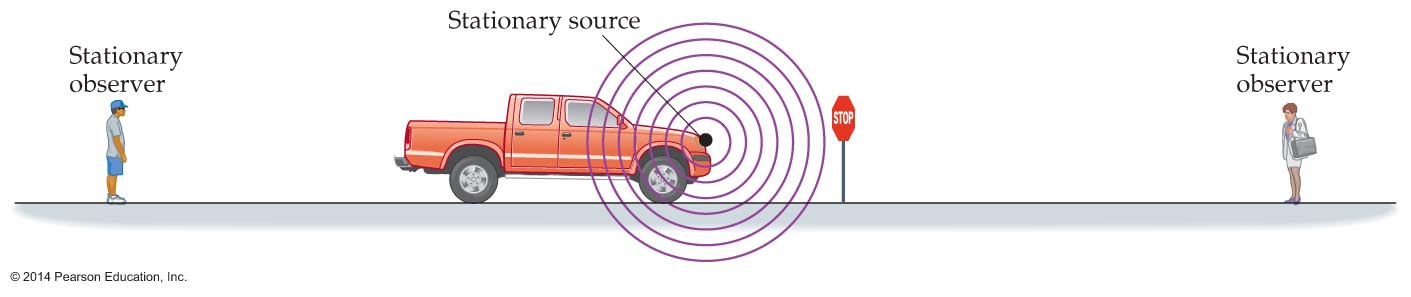 Stationary source
Stationary
observer
Stationary
observer
STOP
© 2014 Pearson Education, Inc.